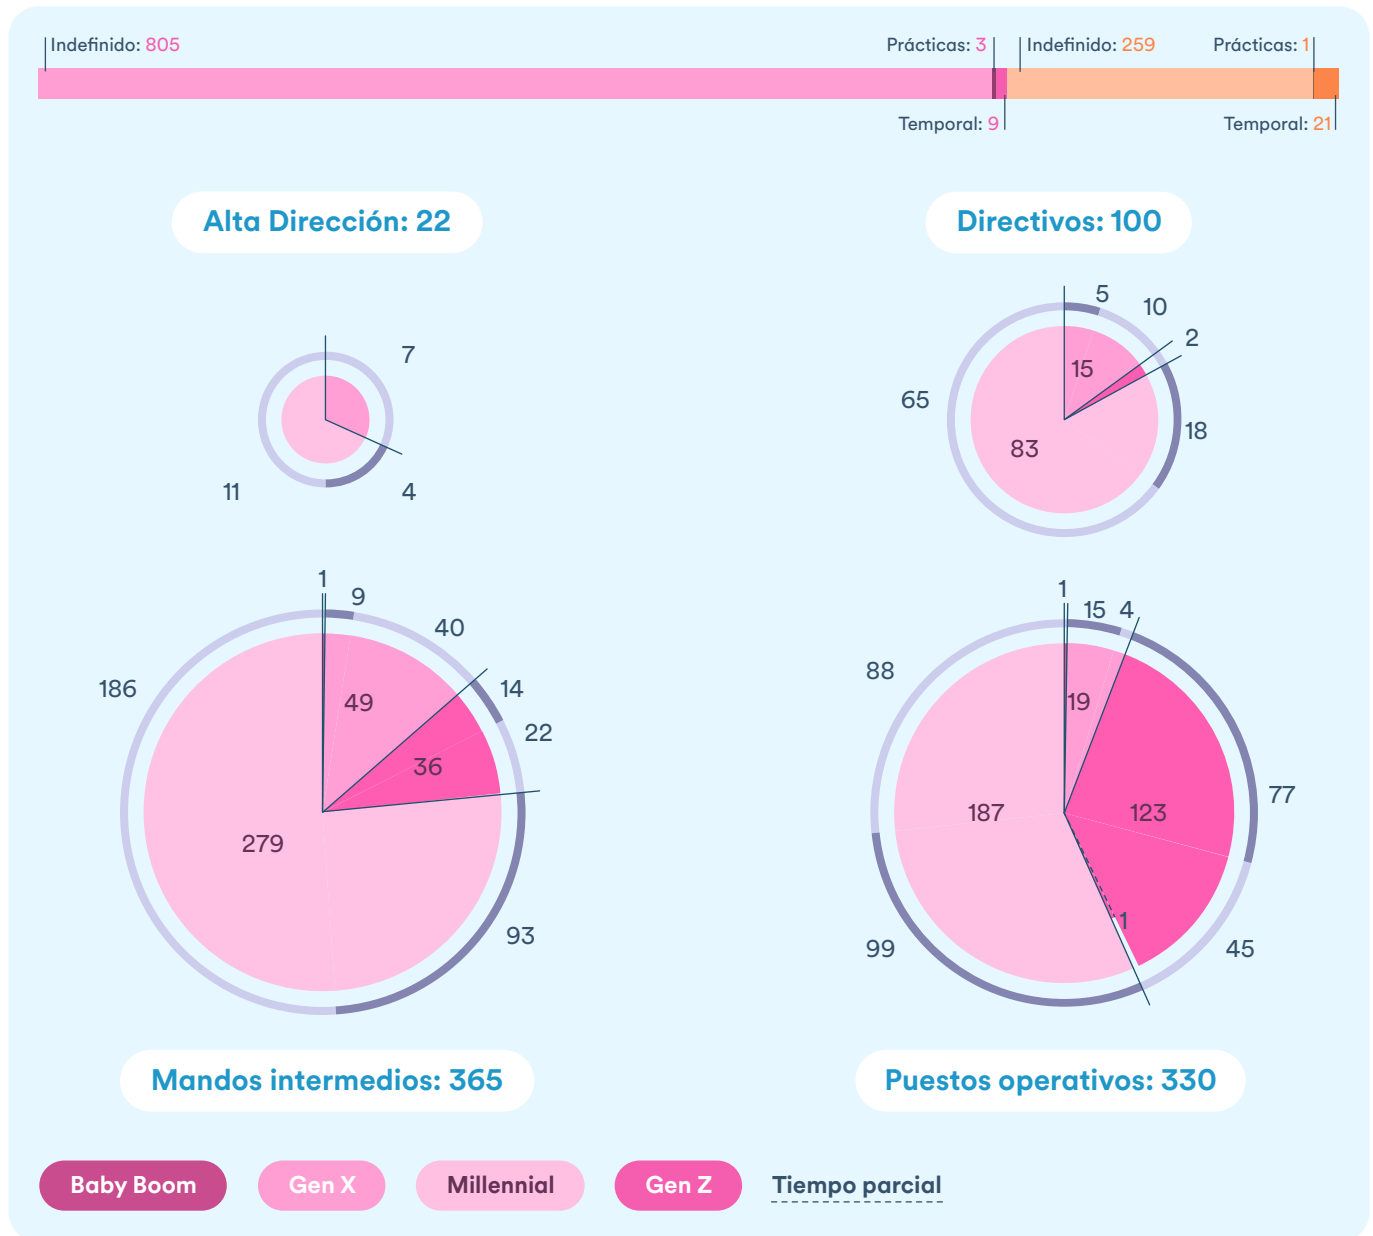 Indefinido: 805
Prácticas: 3
Indefinido: 259
Prácticas: 1
Temporal: 9
Temporal: 21
Alta Dirección: 22
7
4
11
Directivos: 100
5
10
2
18
65
15
83
1
9
40
14
22
93
186
49
36
279
Mandos intermedios: 365
1
15
4
77
45
99
88
19
123
1
187
Puestos operativos: 330
Baby Boom
Gen X
Millennial
Gen Z
Tiempo parcial